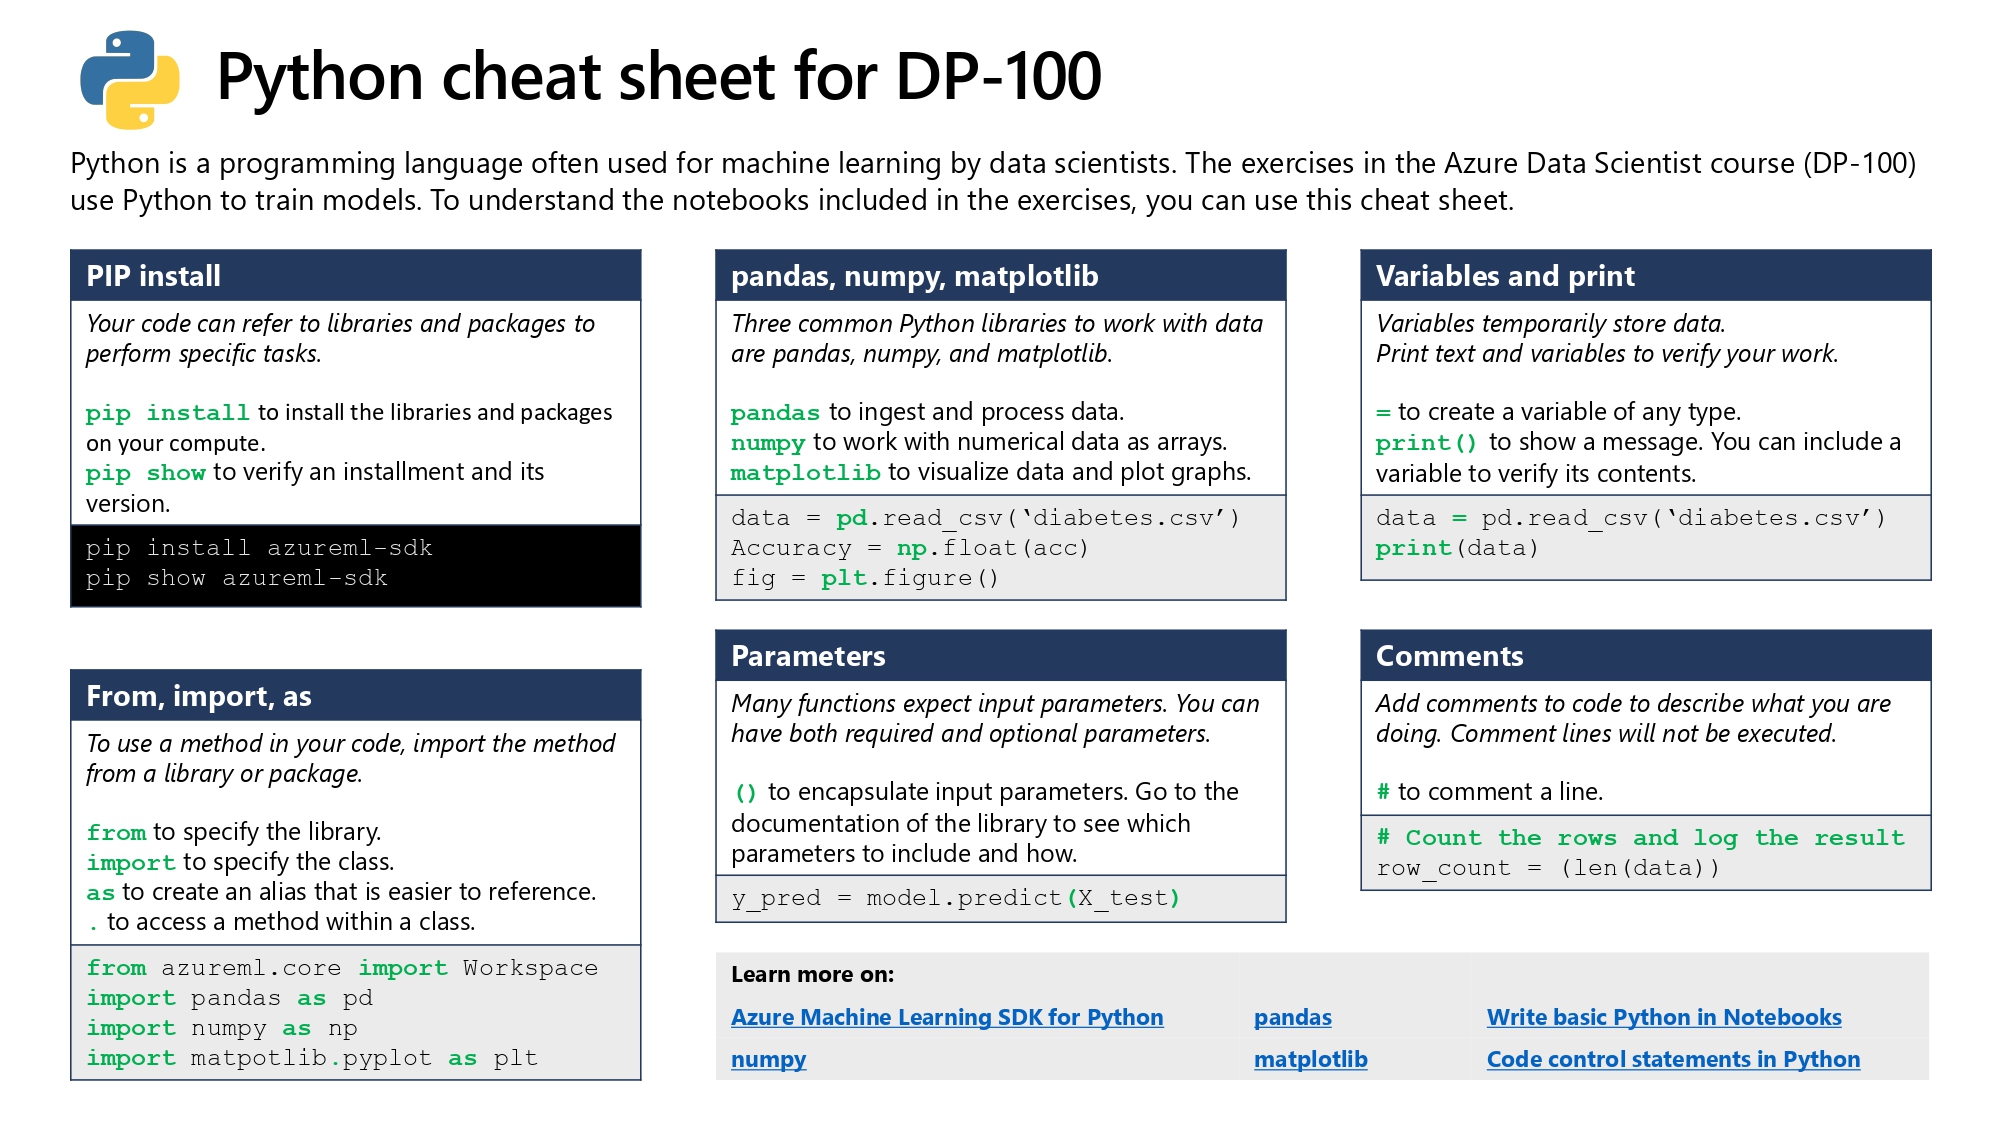 Python cheat sheet for DP-100
Python is a programming language often used for machine learning by data scientists. The exercises in the Azure Data Scientist course (DP-100)
use Python to train models. To understand the notebooks included in the exercises, you can use this cheat sheet.
PIP install
Your code can refer to libraries and packages to
perform specific tasks.
pip install to install the libraries and packages
on your compute.
pip show to verify an installment and its
version.
pip install azureml-sdk
pip show azureml-sdk
From, import, as
To use a method in your code, import the method
from a library or package.
from to specify the library.
import to specify the class.
as to create an alias that is easier to reference.
. to access a method within a class.
from azureml.core import Workspace
import pandas as pd
import numpy as np
import matpotlib.pyplot as plt
pandas, numpy, matplotlib
Three common Python libraries to work with data
are pandas, numpy, and matplotlib.
pandas to ingest and process data.
numpy to work with numerical data as arrays.
matplotlib to visualize data and plot graphs.
data = pd.read_csv(‘diabetes.csv’)
Accuracy = np.float(acc)
fig = plt.figure()
Parameters
Many functions expect input parameters. You can
have both required and optional parameters.
() to encapsulate input parameters. Go to the
documentation of the library to see which
parameters to include and how.
y_pred = model.predict(X_test)
Variables and print
Variables temporarily store data.
Print text and variables to verify your work.
= to create a variable of any type.
print() to show a message. You can include a
variable to verify its contents.
data = pd.read_csv(‘diabetes.csv’)
print(data)
Comments
Add comments to code to describe what you are
doing. Comment lines will not be executed.
# to comment a line.
# Count the rows and log the result
row_count = (len(data))
Learn more on:
Azure Machine Learning SDK for Python pandas Write basic Python in Notebooks
numpy matplotlib Code control statements in Python